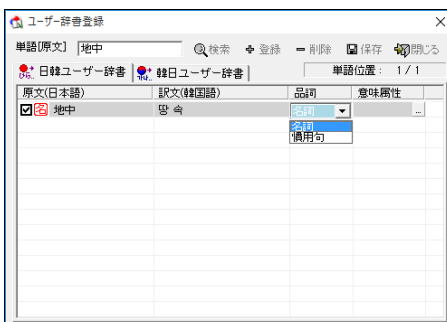 ユーザー辞書登録
単語[原文] 地中 検索 登録 削除 保存 閉じる
日韓ユーザー辞書 韓日ユーザー辞書 単語位置: 1/1
原文(日本語) 訳文(韓国語) 品詞 意味属性
名 地中 땅 속 名詞 ...
名詞
慣用句